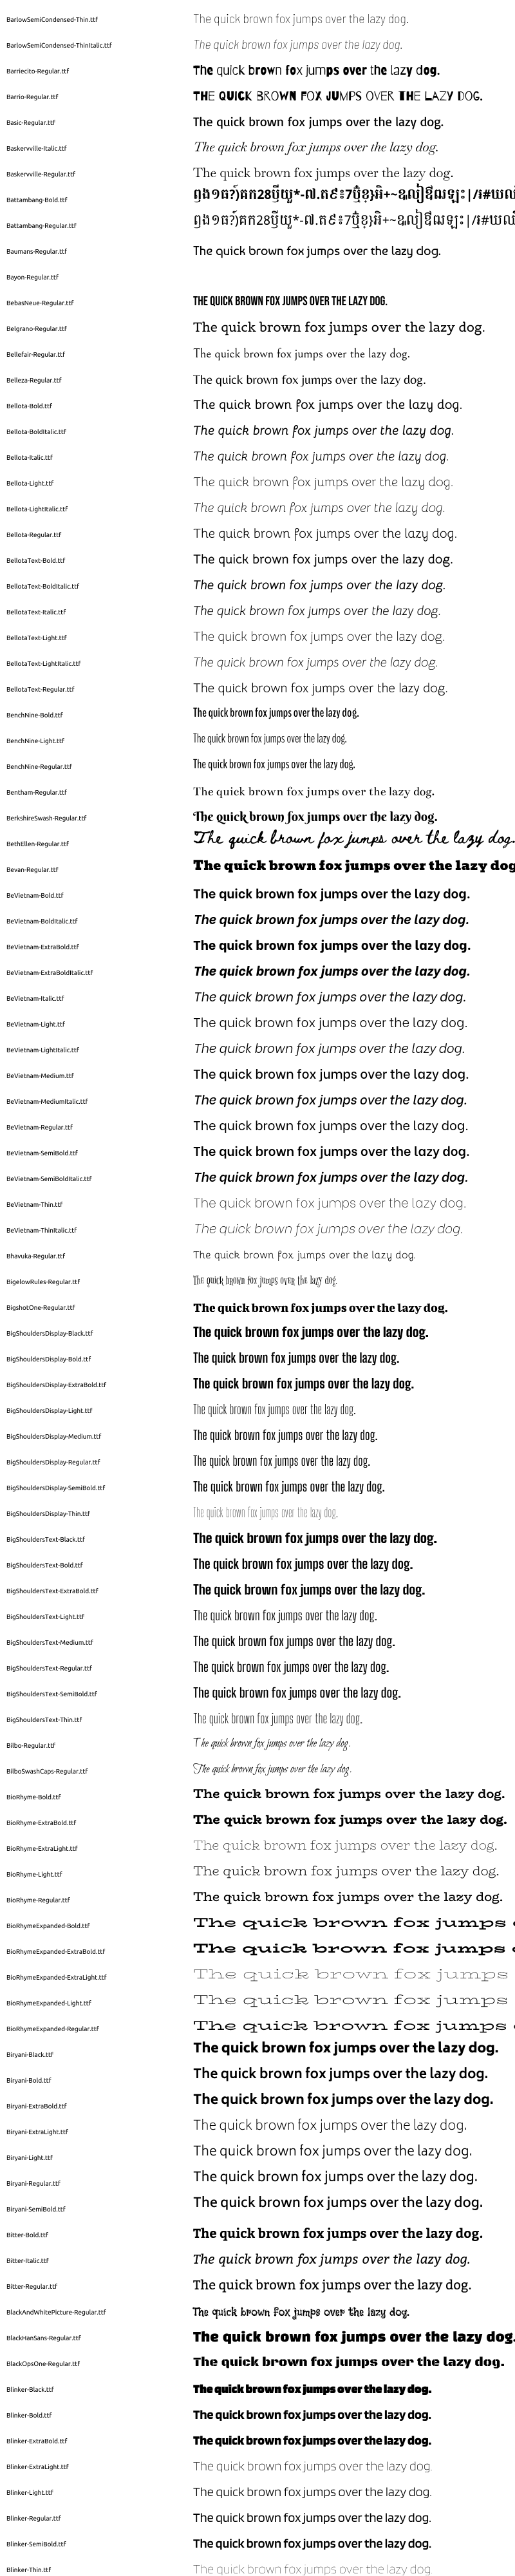 BarlowSemiCondensed-Thin.ttf The quick brown fox jumps over the lazy dog.
BarlowSemiCondensed-ThinItalic.ttf The quick brown fox jumps over the lazy dog.
Barriecito-Regular.ttf The quick brown fox jumps over the lazy dog.
Barrio-Regular.ttf THE QUICK BROWN FOX JUMPS OVER THE LAZY DOG.
Basic-Regular.ttf The quick brown fox jumps over the lazy dog.
Baskervville-Italic.ttf The quick brown fox jumps over the lazy dog.
Baskervville-Regular.ttf The quick brown fox jumps over the lazy dog.
Battambang-Bold.ttf
Battambang-Regular.ttf
Baumans-Regular.ttf The quick brown fox jumps over the lazy dog.
Bayon-Regular.ttf
BebasNeue-Regular.ttf THE QUICK BROWN FOX JUMPS OVER THE LAZY DOG.
Belgrano-Regular.ttf The quick brown fox jumps over the lazy dog.
Bellefair-Regular.ttf The quick brown fox jumps over the lazy dog.
Belleza-Regular.ttf The quick brown fox jumps over the lazy dog.
Bellota-Bold.ttf The quick brown fox jumps over the lazy dog.
Bellota-BoldItalic.ttf The quick brown fox jumps over the lazy dog.
Bellota-Italic.ttf The quick brown fox jumps over the lazy dog.
Bellota-Light.ttf The quick brown fox jumps over the lazy dog.
Bellota-LightItalic.ttf The quick brown fox jumps over the lazy dog.
Bellota-Regular.ttf The quick brown fox jumps over the lazy dog.
BellotaText-Bold.ttf The quick brown fox jumps over the lazy dog.
BellotaText-BoldItalic.ttf The quick brown fox jumps over the lazy dog.
BellotaText-Italic.ttf The quick brown fox jumps over the lazy dog.
BellotaText-Light.ttf The quick brown fox jumps over the lazy dog.
BellotaText-LightItalic.ttf The quick brown fox jumps over the lazy dog.
BellotaText-Regular.ttf The quick brown fox jumps over the lazy dog.
BenchNine-Bold.ttf The quick brown fox jumps over the lazy dog.
BenchNine-Light.ttf The quick brown fox jumps over the lazy dog.
BenchNine-Regular.ttf The quick brown fox jumps over the lazy dog.
Bentham-Regular.ttf The quick brown fox jumps over the lazy dog.
BerkshireSwash-Regular.ttf The quick brown fox jumps over the lazy dog.
BethEllen-Regular.ttf The quick brown fox jumps over the lazy dog.
Bevan-Regular.ttf The quick brown fox jumps over the lazy dog
BeVietnam-Bold.ttf The quick brown fox jumps over the lazy dog.
BeVietnam-BoldItalic.ttf The quick brown fox jumps over the lazy dog.
BeVietnam-ExtraBold.ttf The quick brown fox jumps over the lazy dog.
BeVietnam-ExtraBoldItalic.ttf The quick brown fox jumps over the lazy dog.
BeVietnam-Italic.ttf The quick brown fox jumps over the lazy dog.
BeVietnam-Light.ttf The quick brown fox jumps over the lazy dog.
BeVietnam-LightItalic.ttf The quick brown fox jumps over the lazy dog.
BeVietnam-Medium.ttf The quick brown fox jumps over the lazy dog.
BeVietnam-MediumItalic.ttf The quick brown fox jumps over the lazy dog.
BeVietnam-Regular.ttf The quick brown fox jumps over the lazy dog.
BeVietnam-SemiBold.ttf The quick brown fox jumps over the lazy dog.
BeVietnam-SemiBoldItalic.ttf The quick brown fox jumps over the lazy dog.
BeVietnam-Thin.ttf The quick brown fox jumps over the lazy dog.
BeVietnam-ThinItalic.ttf The quick brown fox jumps over the lazy dog.
Bhavuka-Regular.ttf The quick brown fox jumps over the lazy dog.
BigelowRules-Regular.ttf The quick brown fox jumps over the lazy dog.
BigshotOne-Regular.ttf The quick brown fox jumps over the lazy dog.
BigShouldersDisplay-Black.ttf The quick brown fox jumps over the lazy dog.
BigShouldersDisplay-Bold.ttf The quick brown fox jumps over the lazy dog.
BigShouldersDisplay-ExtraBold.ttf The quick brown fox jumps over the lazy dog.
BigShouldersDisplay-Light.ttf The quick brown fox jumps over the lazy dog.
BigShouldersDisplay-Medium.ttf The quick brown fox jumps over the lazy dog.
BigShouldersDisplay-Regular.ttf The quick brown fox jumps over the lazy dog.
BigShouldersDisplay-SemiBold.ttf The quick brown fox jumps over the lazy dog.
BigShouldersDisplay-Thin.ttf The quick brown fox jumps over the lazy dog.
BigShouldersText-Black.ttf The quick brown fox jumps over the lazy dog.
BigShouldersText-Bold.ttf The quick brown fox jumps over the lazy dog.
BigShouldersText-ExtraBold.ttf The quick brown fox jumps over the lazy dog.
BigShouldersText-Light.ttf The quick brown fox jumps over the lazy dog.
BigShouldersText-Medium.ttf The quick brown fox jumps over the lazy dog.
BigShouldersText-Regular.ttf The quick brown fox jumps over the lazy dog.
BigShouldersText-SemiBold.ttf The quick brown fox jumps over the lazy dog.
BigShouldersText-Thin.ttf The quick brown fox jumps over the lazy dog.
Bilbo-Regular.ttf The quick brown fox jumps over the lazy dog.
BilboSwashCaps-Regular.ttf The quick brown fox jumps over the lazy dog.
BioRhyme-Bold.ttf The quick brown fox jumps over the lazy dog.
BioRhyme-ExtraBold.ttf The quick brown fox jumps over the lazy dog.
BioRhyme-ExtraLight.ttf The quick brown fox jumps over the lazy dog.
BioRhyme-Light.ttf The quick brown fox jumps over the lazy dog.
BioRhyme-Regular.ttf The quick brown fox jumps over the lazy dog.
BioRhymeExpanded-Bold.ttf The quick brown fox jumps
BioRhymeExpanded-ExtraBold.ttf The quick brown fox jumps
BioRhymeExpanded-ExtraLight.ttf The quick brown fox jumps
BioRhymeExpanded-Light.ttf The quick brown fox jumps
BioRhymeExpanded-Regular.ttf The quick brown fox jumps
Biryani-Black.ttf The quick brown fox jumps over the lazy dog.
Biryani-Bold.ttf The quick brown fox jumps over the lazy dog.
Biryani-ExtraBold.ttf The quick brown fox jumps over the lazy dog.
Biryani-ExtraLight.ttf The quick brown fox jumps over the lazy dog.
Biryani-Light.ttf The quick brown fox jumps over the lazy dog.
Biryani-Regular.ttf The quick brown fox jumps over the lazy dog.
Biryani-SemiBold.ttf The quick brown fox jumps over the lazy dog.
Bitter-Bold.ttf The quick brown fox jumps over the lazy dog.
Bitter-Italic.ttf The quick brown fox jumps over the lazy dog.
Bitter-Regular.ttf The quick brown fox jumps over the lazy dog.
BlackAndWhitePicture-Regular.ttf The quick brown fox jumps over the lazy dog.
BlackHanSans-Regular.ttf The quick brown fox jumps over the lazy dog.
BlackOpsOne-Regular.ttf The quick brown fox jumps over the lazy dog.
Blinker-Black.ttf The quick brown fox jumps over the lazy dog.
Blinker-Bold.ttf The quick brown fox jumps over the lazy dog.
Blinker-ExtraBold.ttf The quick brown fox jumps over the lazy dog.
Blinker-ExtraLight.ttf The quick brown fox jumps over the lazy dog.
Blinker-Light.ttf The quick brown fox jumps over the lazy dog.
Blinker-Regular.ttf The quick brown fox jumps over the lazy dog.
Blinker-SemiBold.ttf The quick brown fox jumps over the lazy dog.
Blinker-Thin.ttf The quick brown fox jumps over the lazy dog.